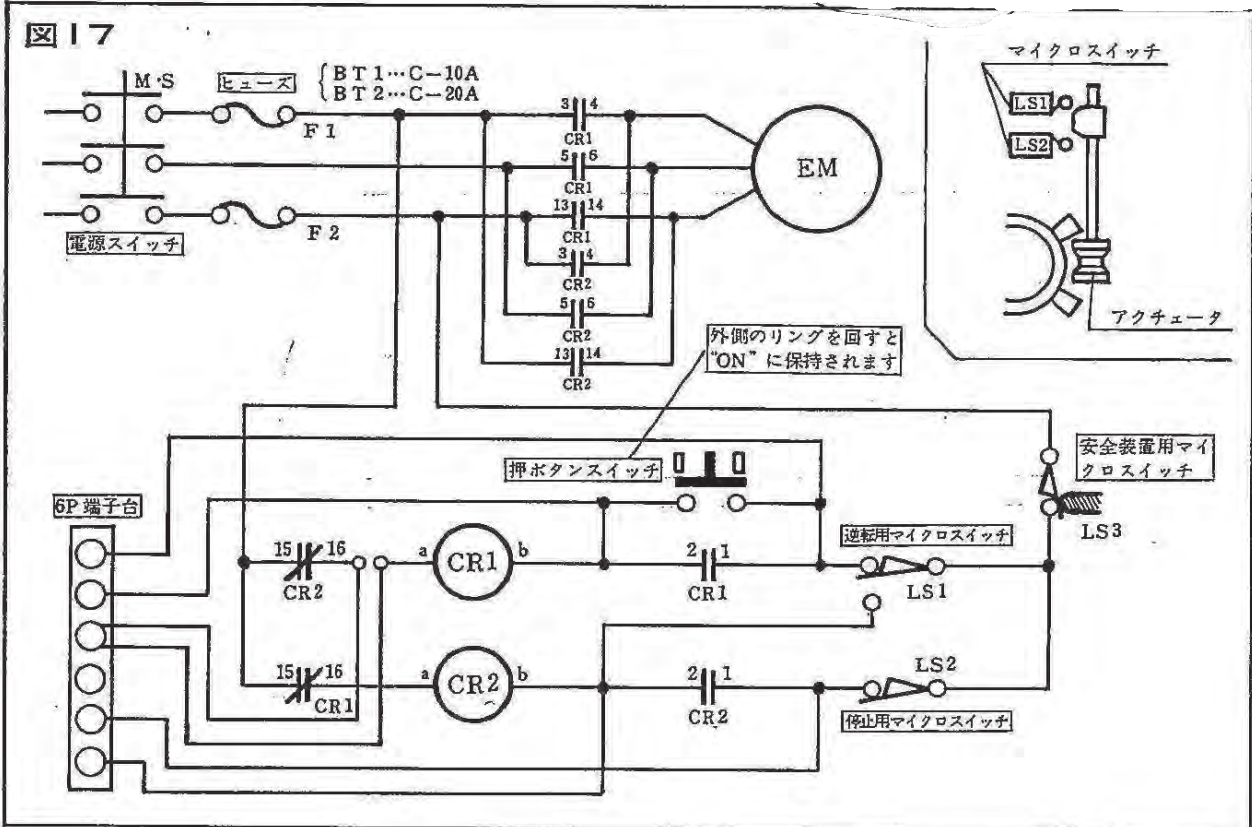 図17
M・S
ヒューズ
BT1…C-10A
BT2…C-20A
F1
3 4
CR1
5 6
CR1
13 14
CR1
3 4
CR2
5 6
CR2
13 14
CR2
EM
F2
電源スイッチ
マイクロスイッチ
LS1
LS2
アクチェータ
外側のリングを回すと
"ON"に保持されます
押ボタンスイッチ
安全装置用マイ
クロスイッチ
LS3
6P端子台
15 16
CR2
a
CR1
b
2 1
CR1
逆転用マイクロスイッチ
LS1
15 16
CR1
a
CR2
b
2 1
CR2
LS2
停止用マイクロスイッチ